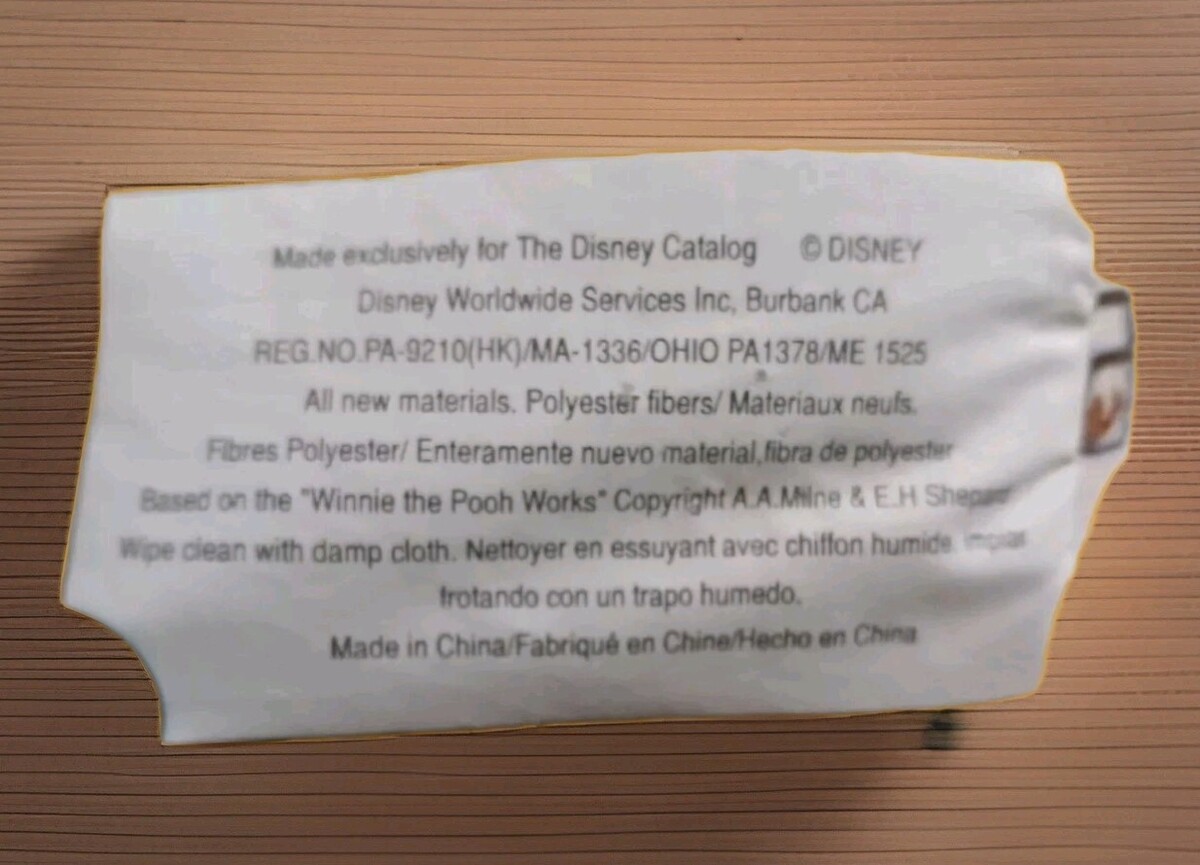 Made exclusively for The Disney Catalog © DISNEY
Disney Worldwide Services Inc, Burbank CA
REG.NO.PA-9210(HK)/MA-1336/OHIO PA1378/ME 1525
All new materials. Polyester fibers/ Materiaux neufs.
Fibres Polyester/ Enteramente nuevo material,fibra de polyester
Based on the "Winnie the Pooh Works" Copyright A.A.Milne & E.H
Wipe clean with damp cloth. Nettoyer en essuyant avec chiffon humide.
frotando con un trapo humedo.
Made in China/Fabriqué en Chine/Hecho en China